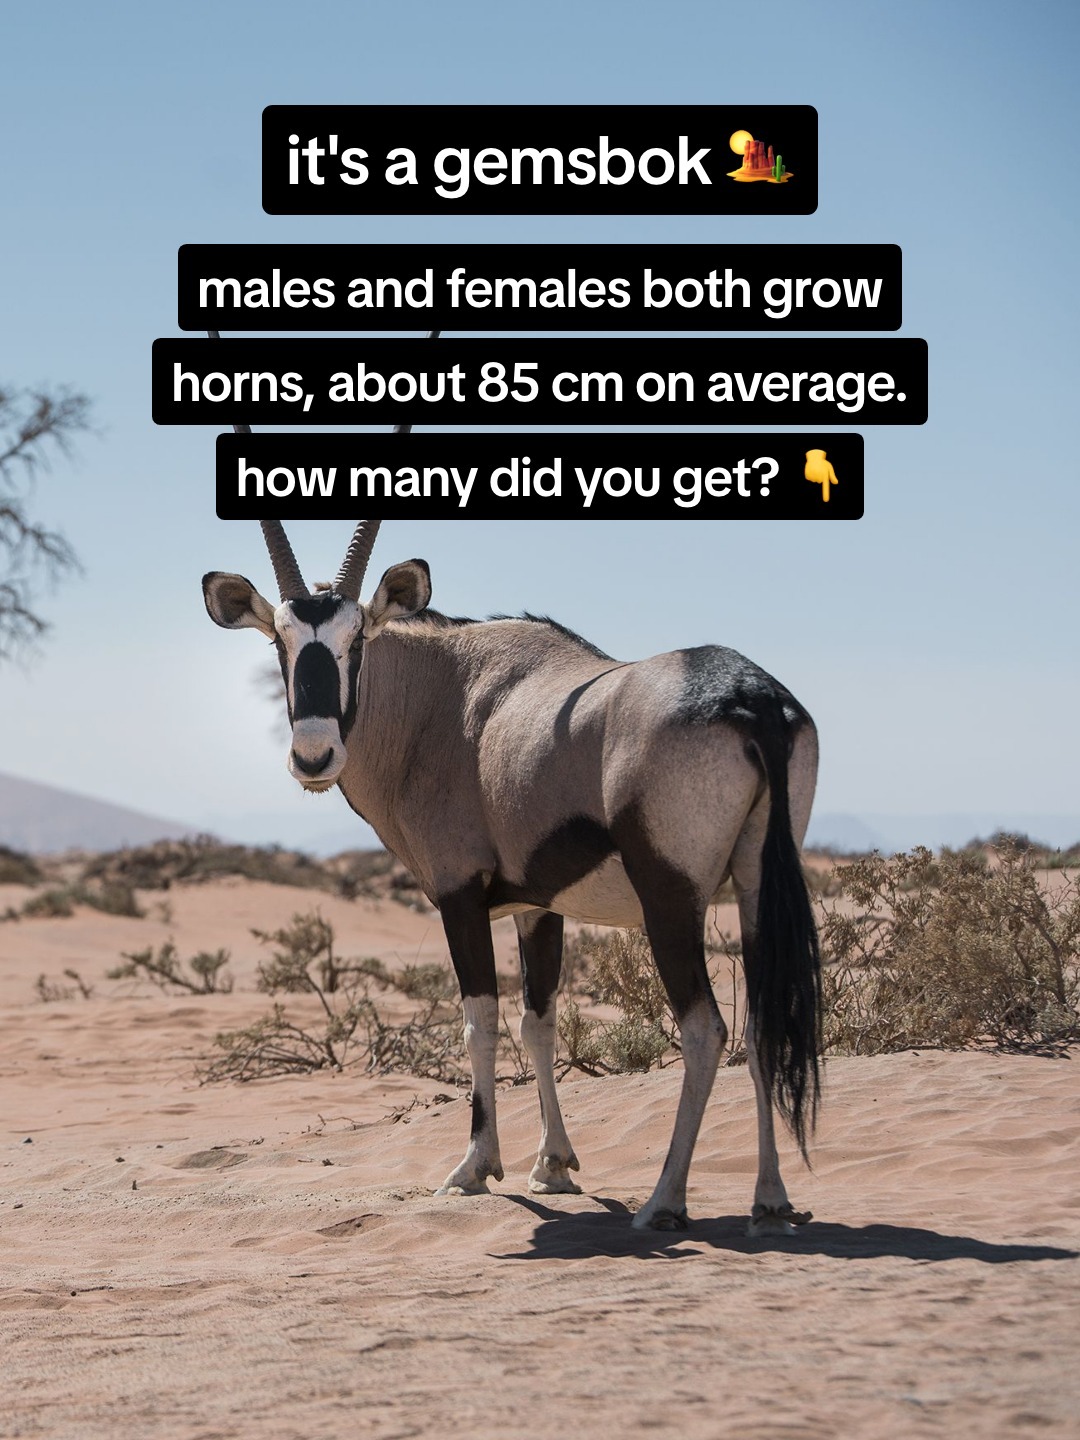 it's a gemsbok 🏜️
males and females both grow
horns, about 85 cm on average.
how many did you get? 👇